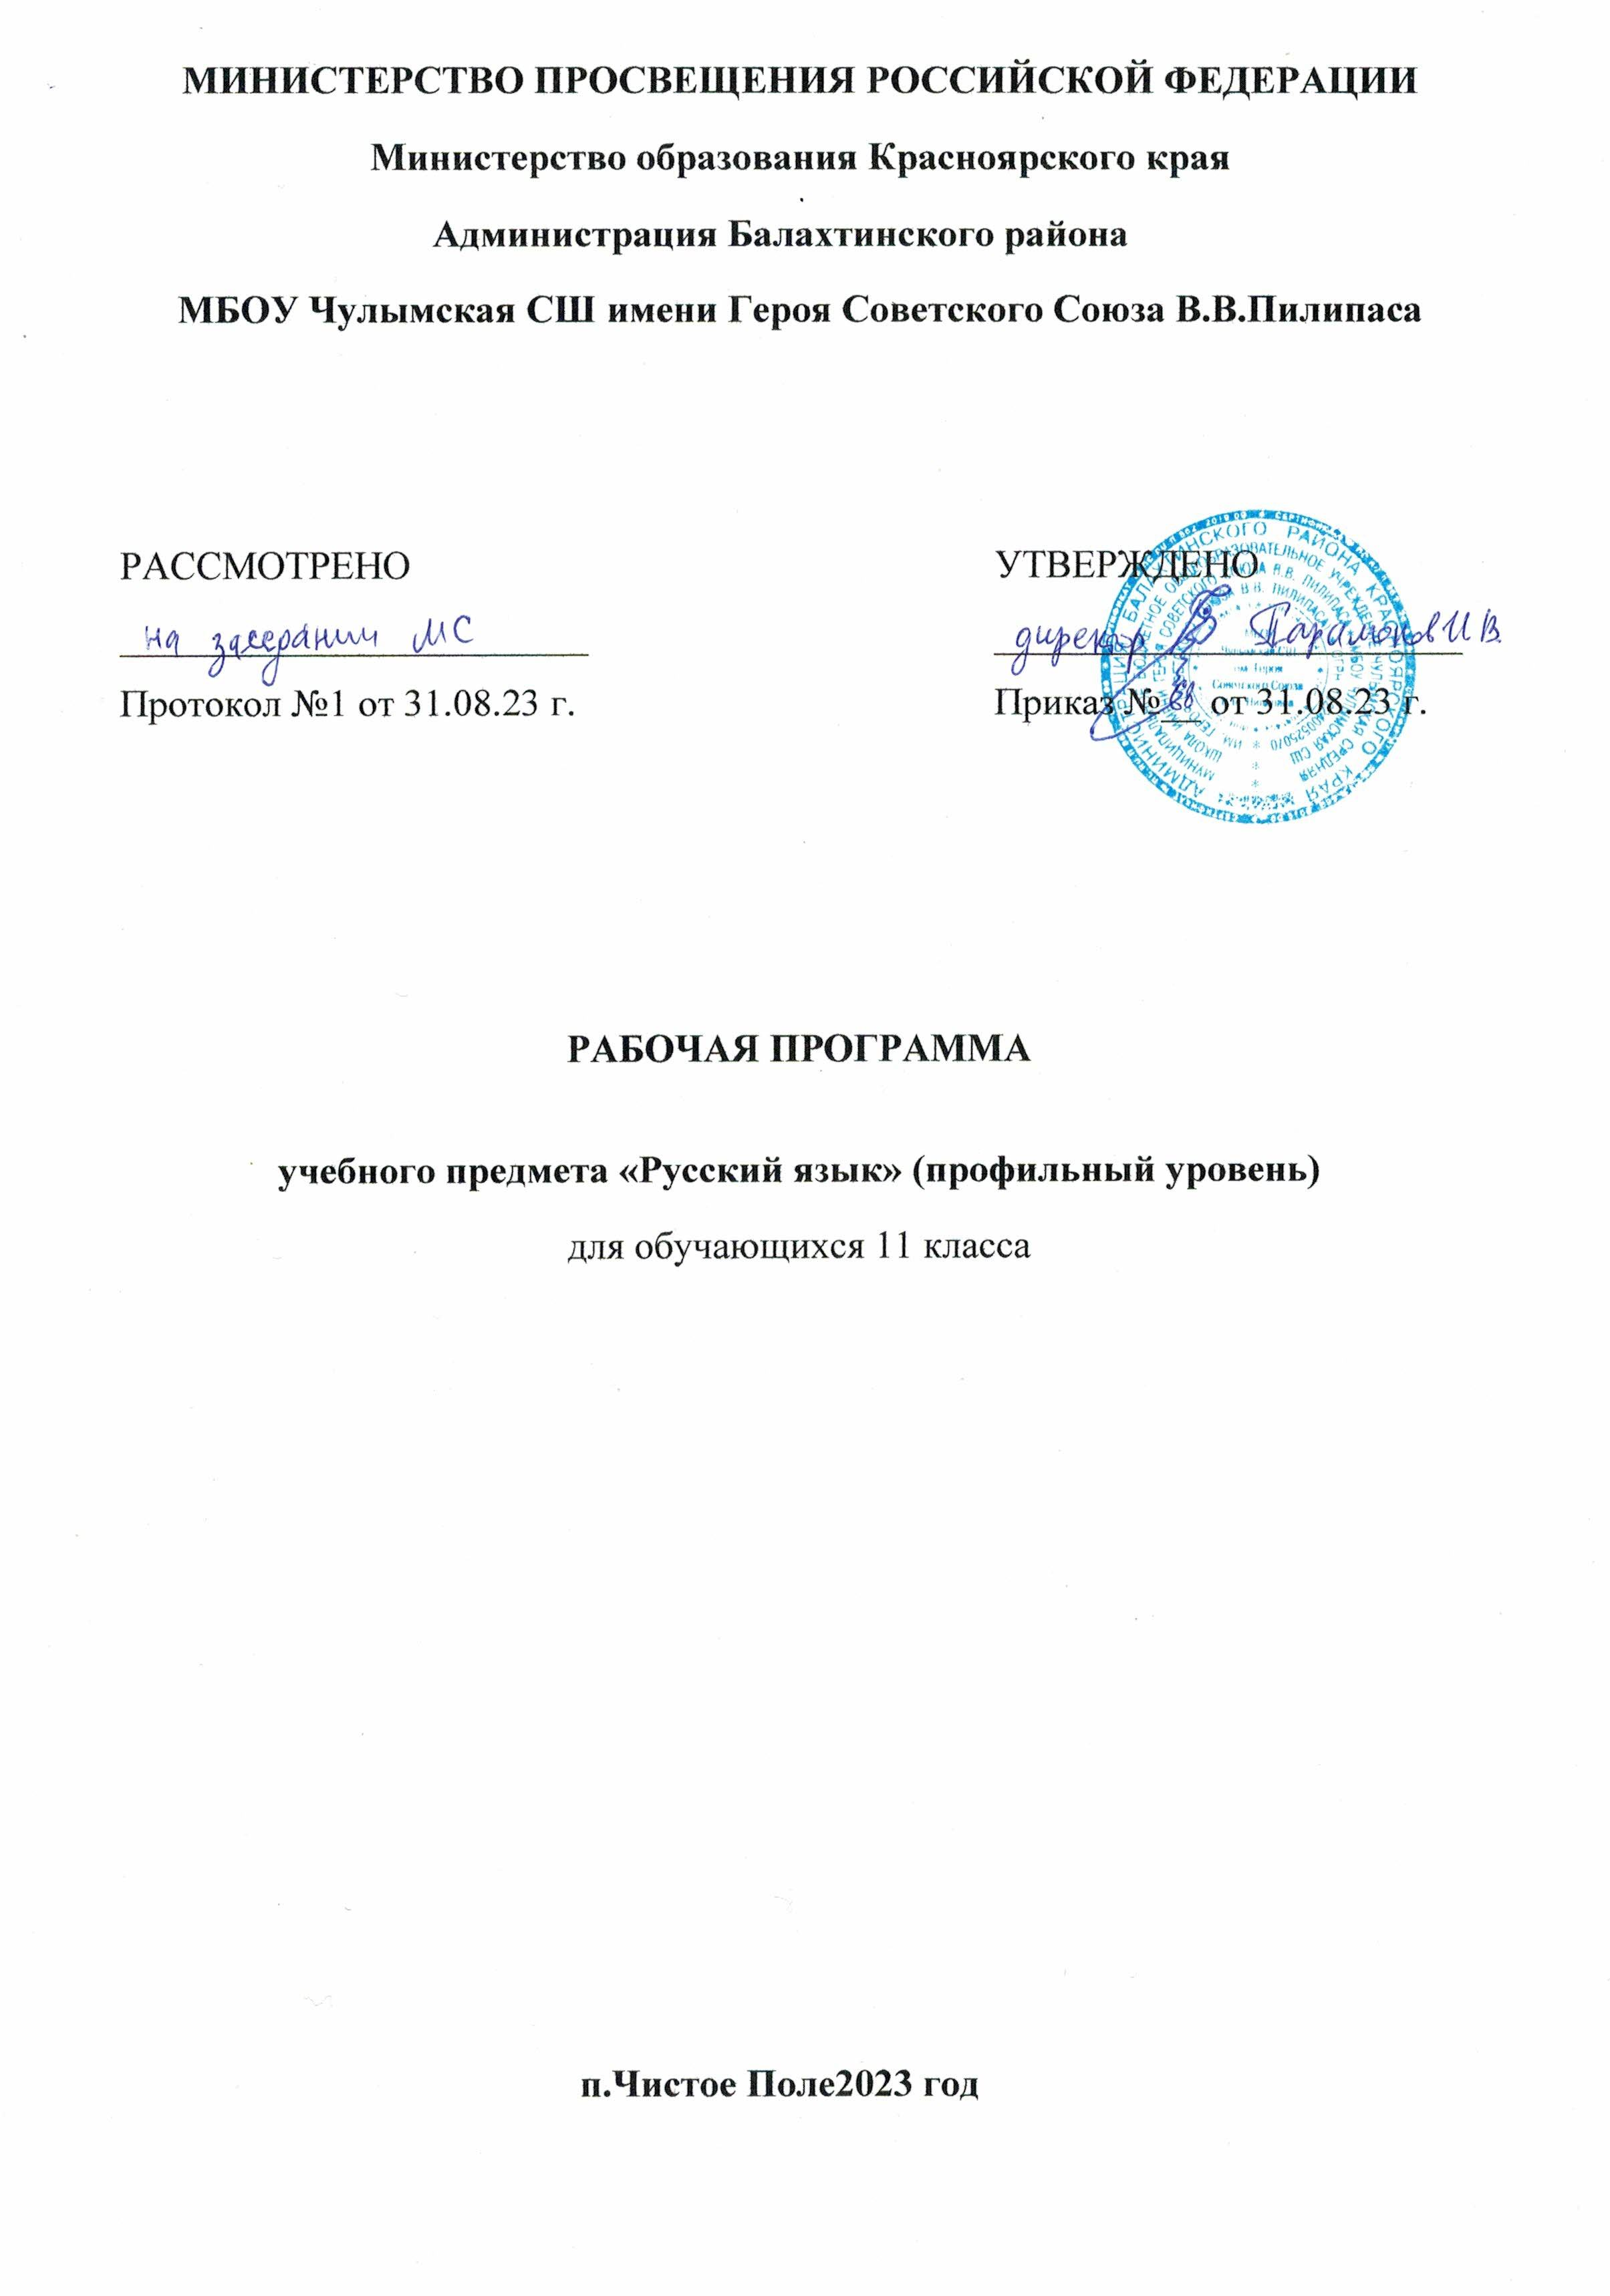 МИНИСТЕРСТВО ПРОСВЕЩЕНИЯ РОССИЙСКОЙ ФЕДЕРАЦИИ
Министерство образования Красноярского края
Администрация Балахтинского района
МБОУ Чулымская СШ имени Героя Советского Союза В.В.Пилипаса
РАССМОТРЕНО
на заседании МС
Протокол №1 от 31.08.23 г.
УТВЕРЖДЕНО
директор Парамонов И В.
Приказ № от 31.08.23 г.
РАБОЧАЯ ПРОГРАММА
учебного предмета «Русский язык» (профильный уровень)
для обучающихся 11 класса
п.Чистое Поле2023 год